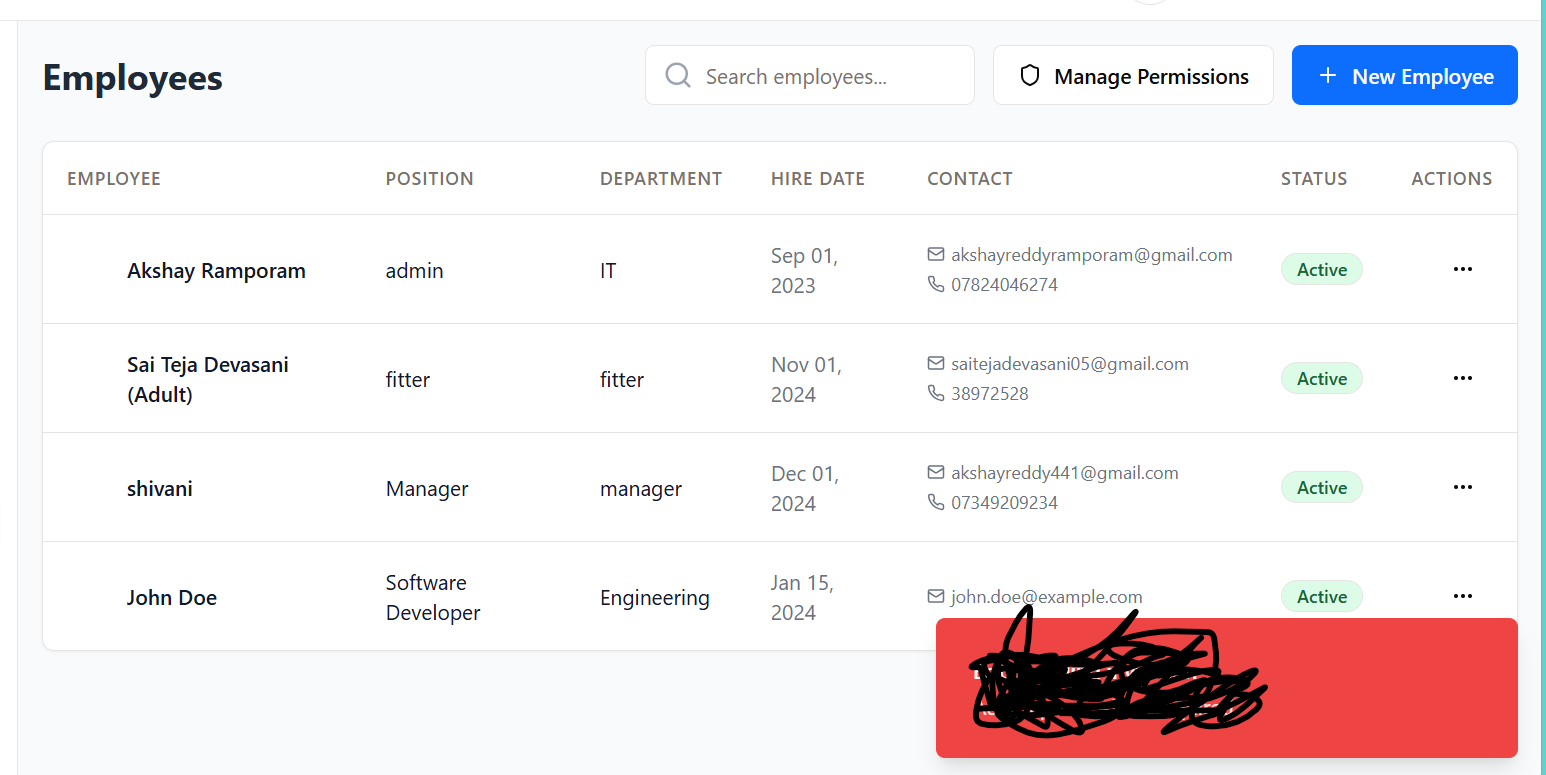 Employees
Search employees...
Manage Permissions
+ New Employee
EMPLOYEE POSITION DEPARTMENT HIRE DATE CONTACT STATUS ACTIONS
Akshay Ramporam admin IT Sep 01, 2023 akshayreddyramporam@gmail.com 07824046274 Active ...
Sai Teja Devasani (Adult) fitter fitter Nov 01, 2024 saitejadevasani05@gmail.com 38972528 Active ...
shivani Manager manager Dec 01, 2024 akshayreddy441@gmail.com 07349209234 Active ...
John Doe Software Developer Engineering Jan 15, 2024 john.doe@example.com Active ...